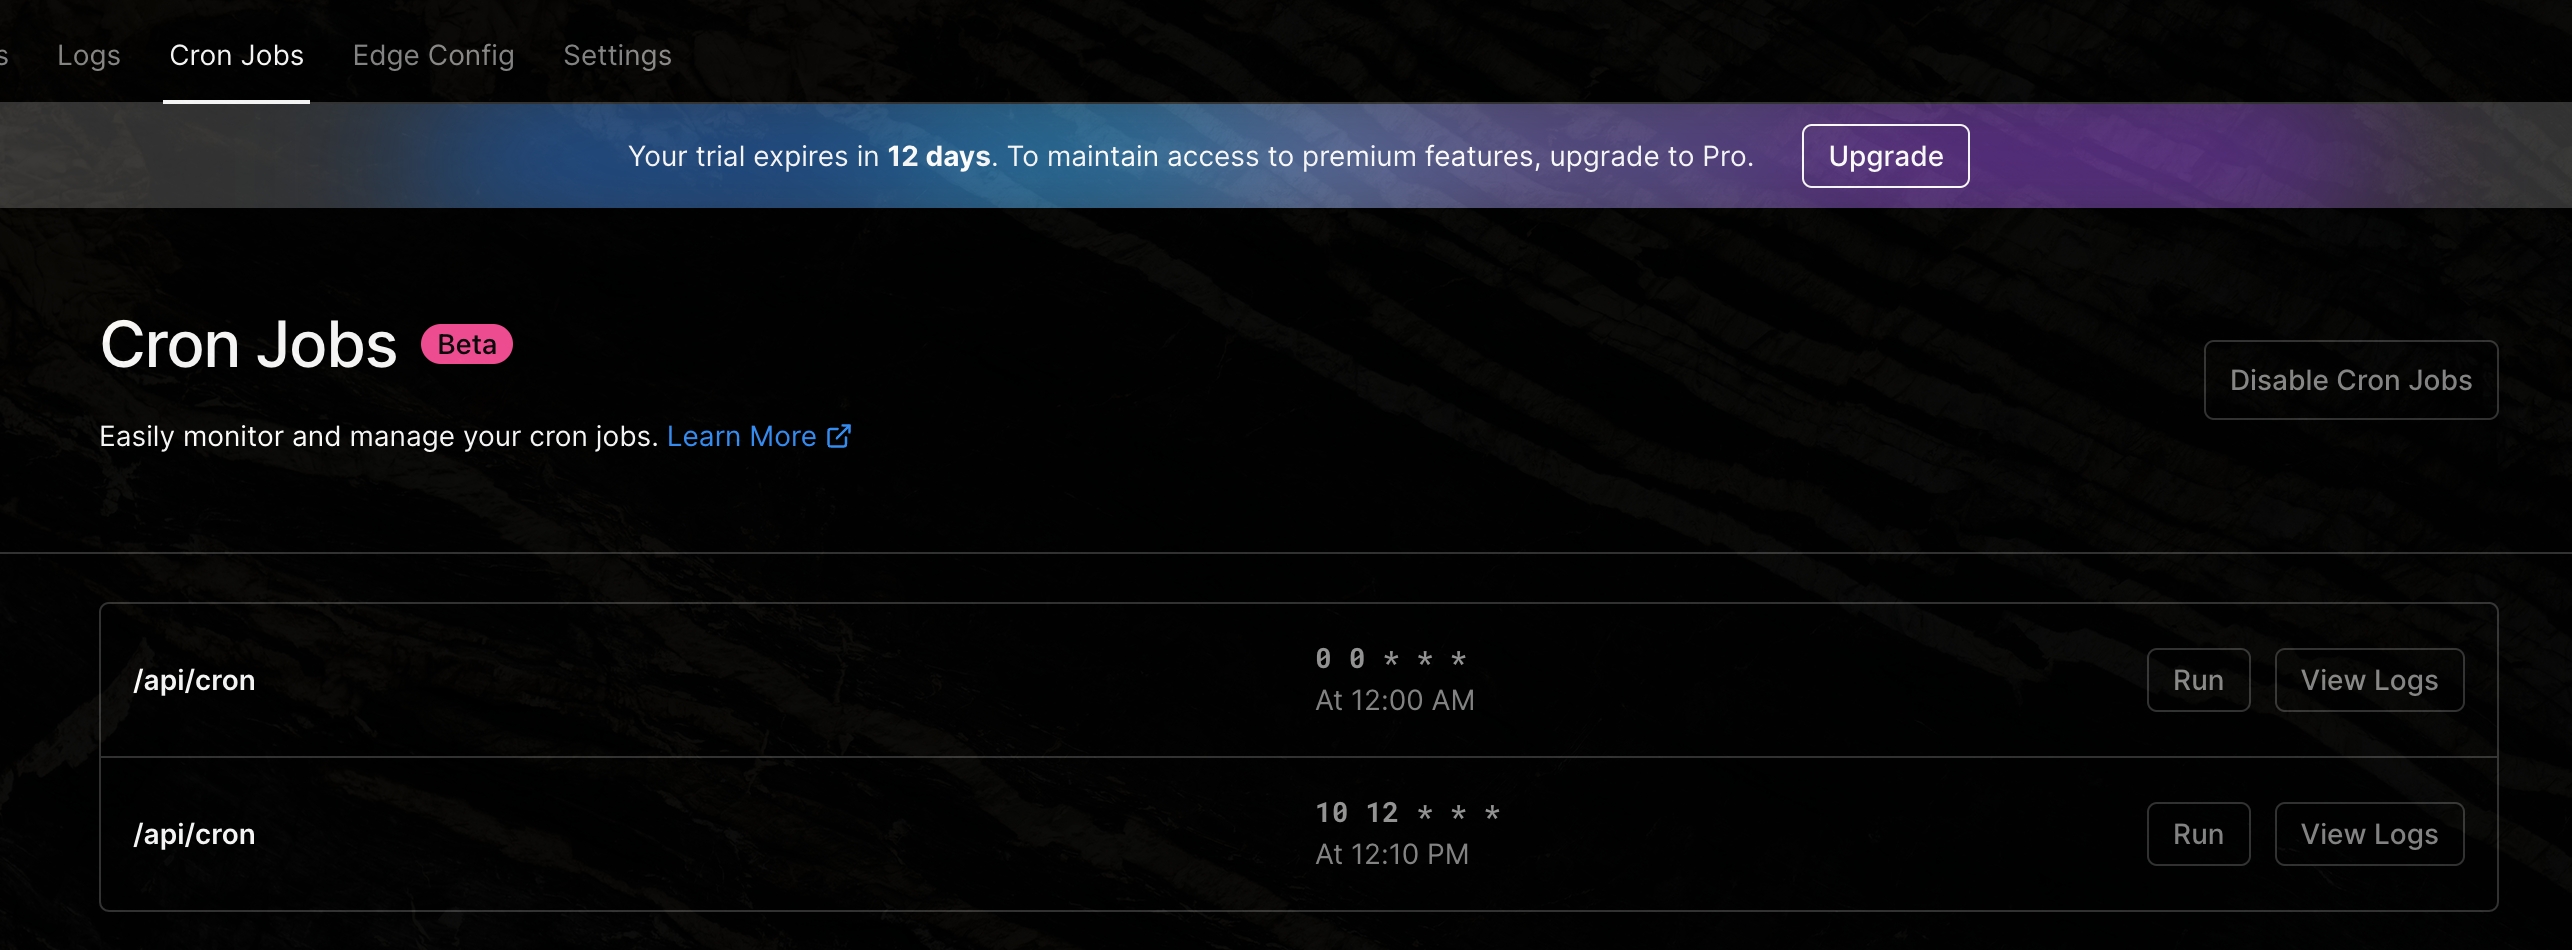 s Logs Cron Jobs Edge Config Settings
Your trial expires in 12 days. To maintain access to premium features, upgrade to Pro. Upgrade
Cron Jobs Beta
Disable Cron Jobs
Easily monitor and manage your cron jobs. Learn More
/api/cron
0 0 * * *
At 12:00 AM
Run View Logs
/api/cron
10 12 * * *
At 12:10 PM
Run View Logs